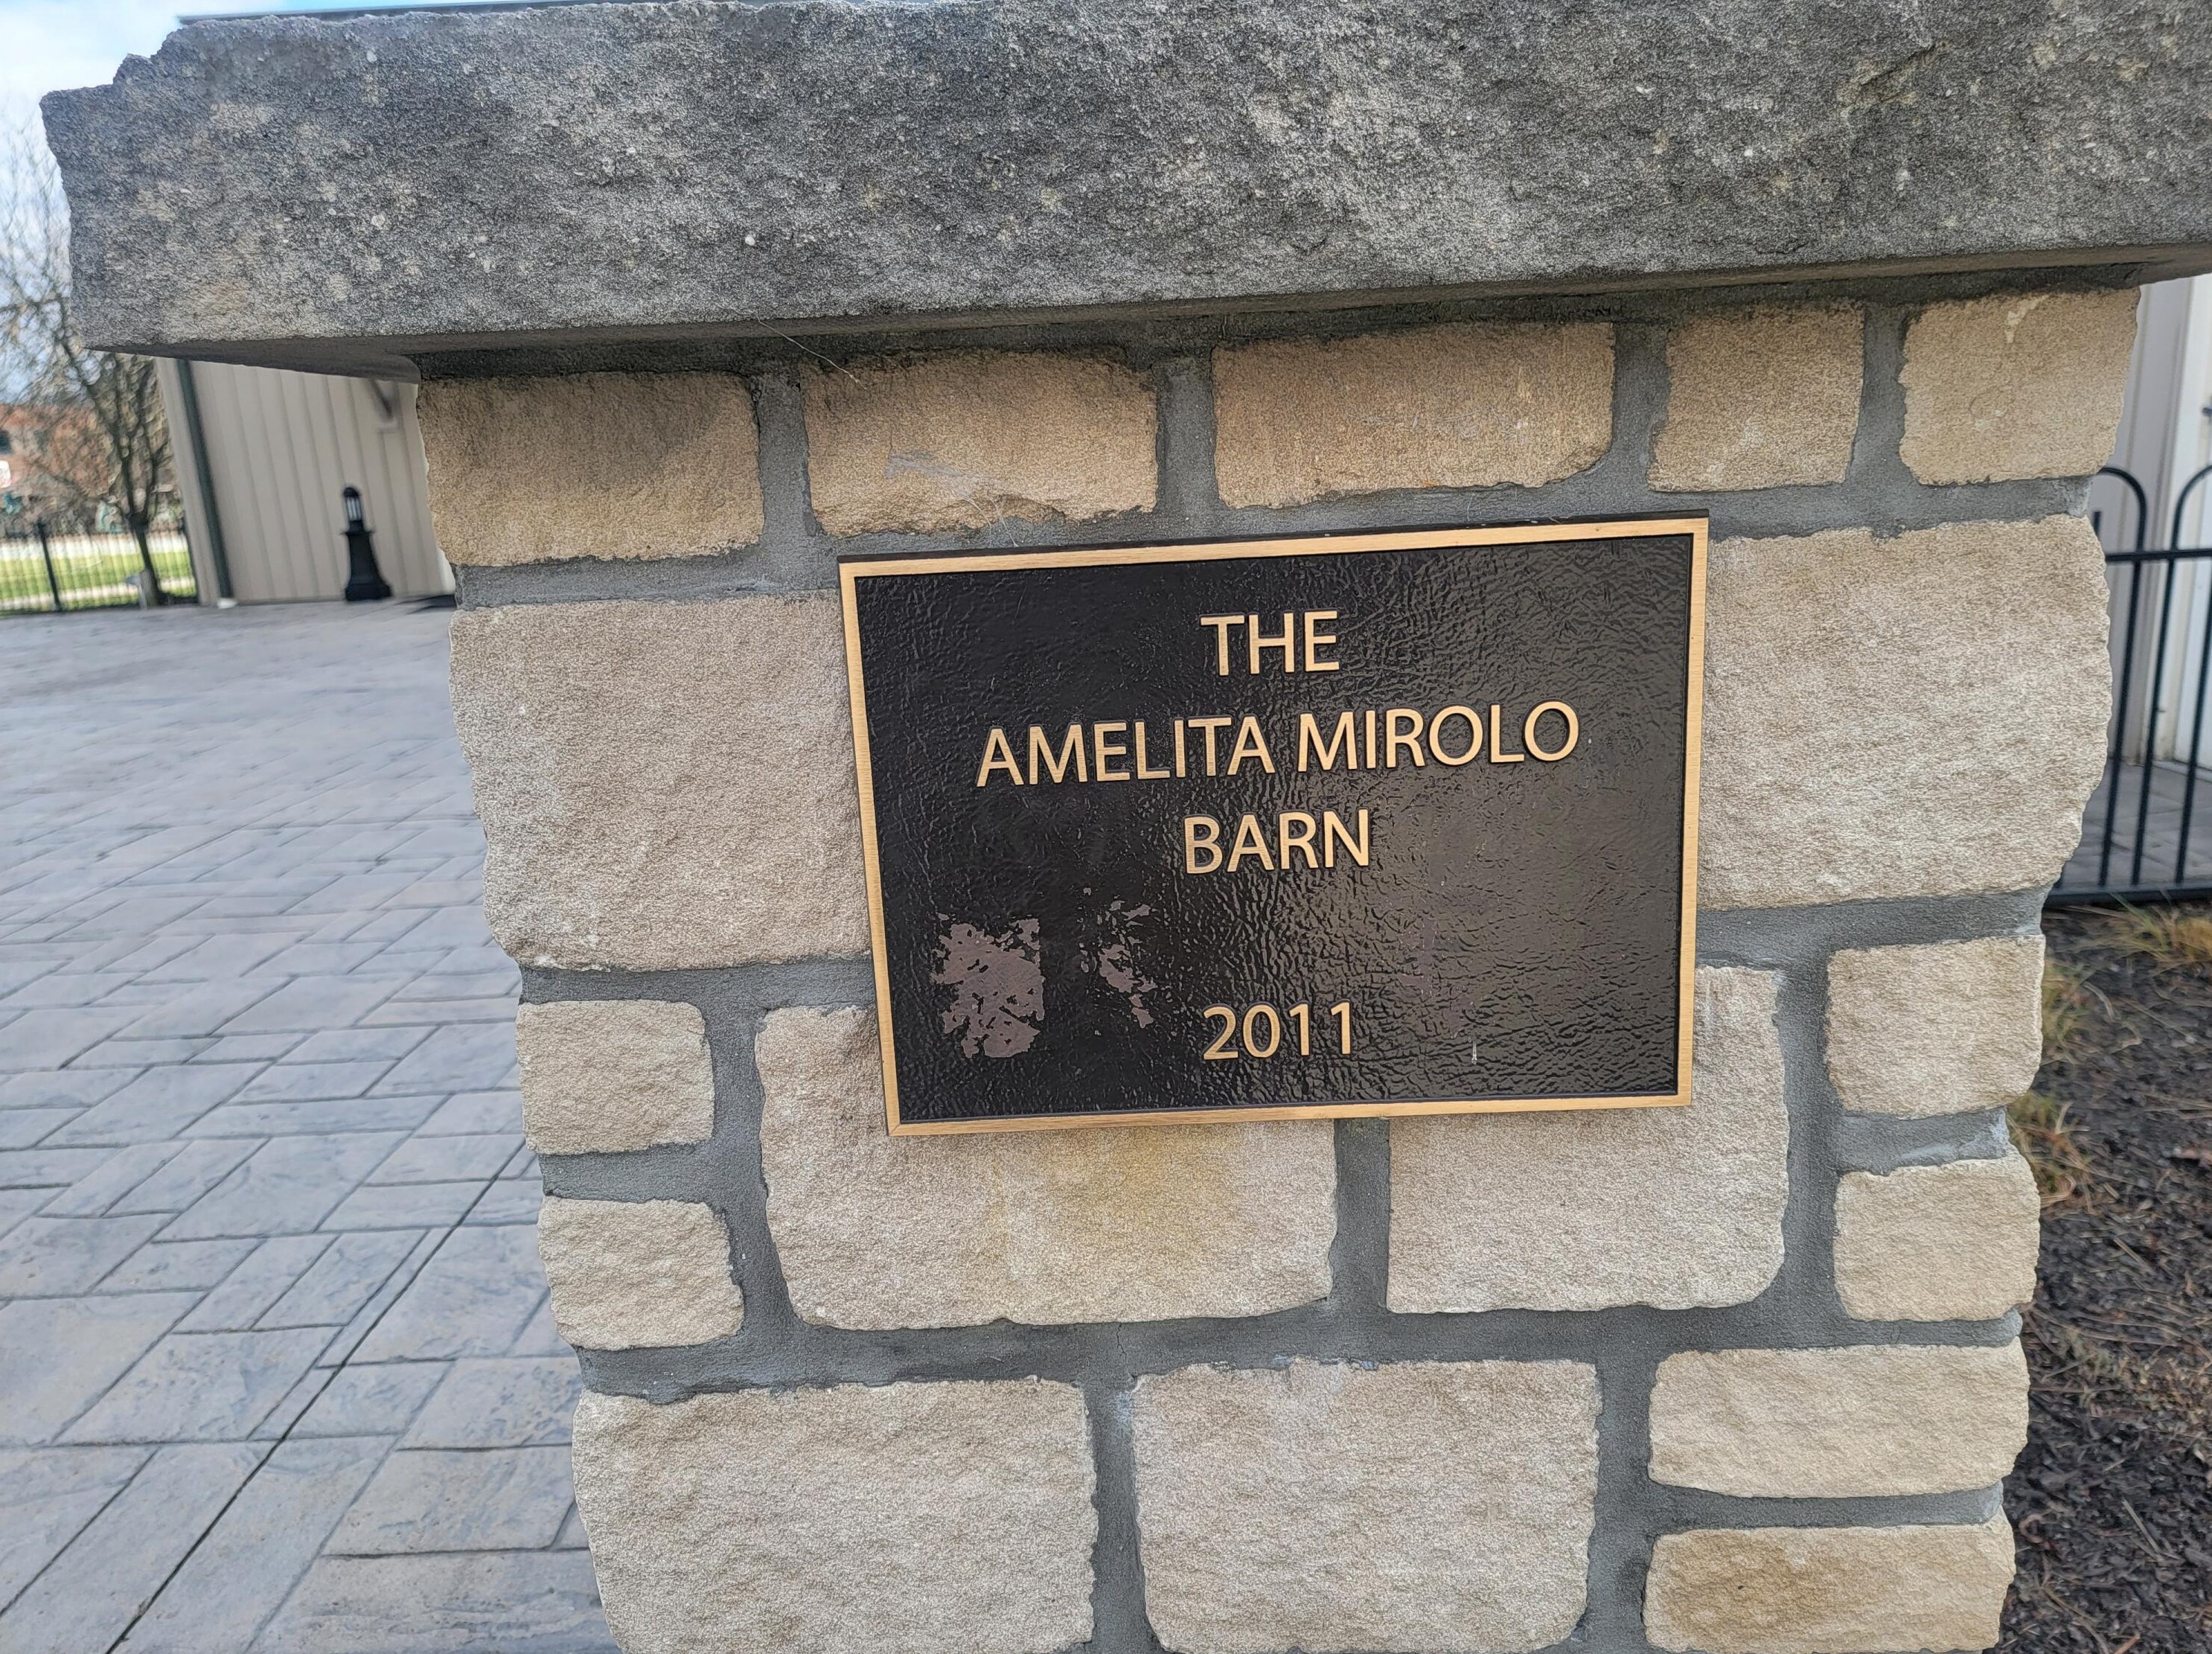 THE
AMELITA MIROLO
BARN
2011